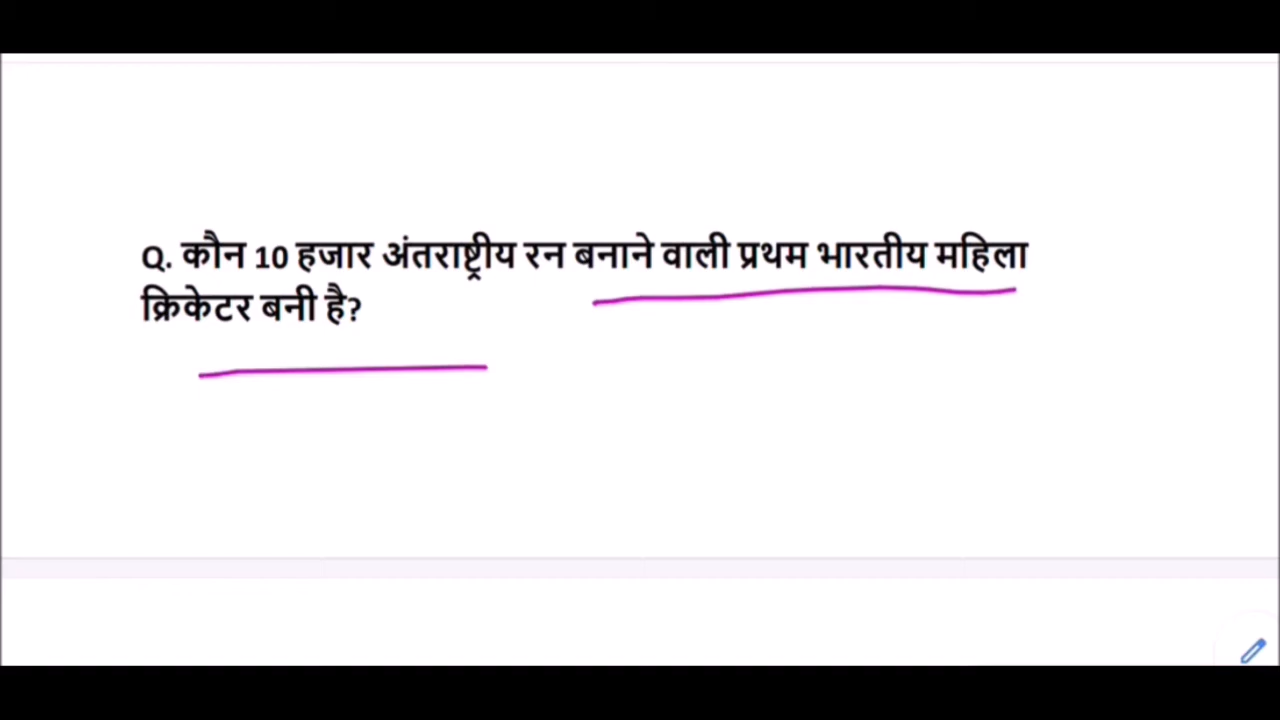 Q. कौन 10 हजार अंतराष्ट्रीय रन बनाने वाली प्रथम भारतीय महिला
क्रिकेटर बनी है?